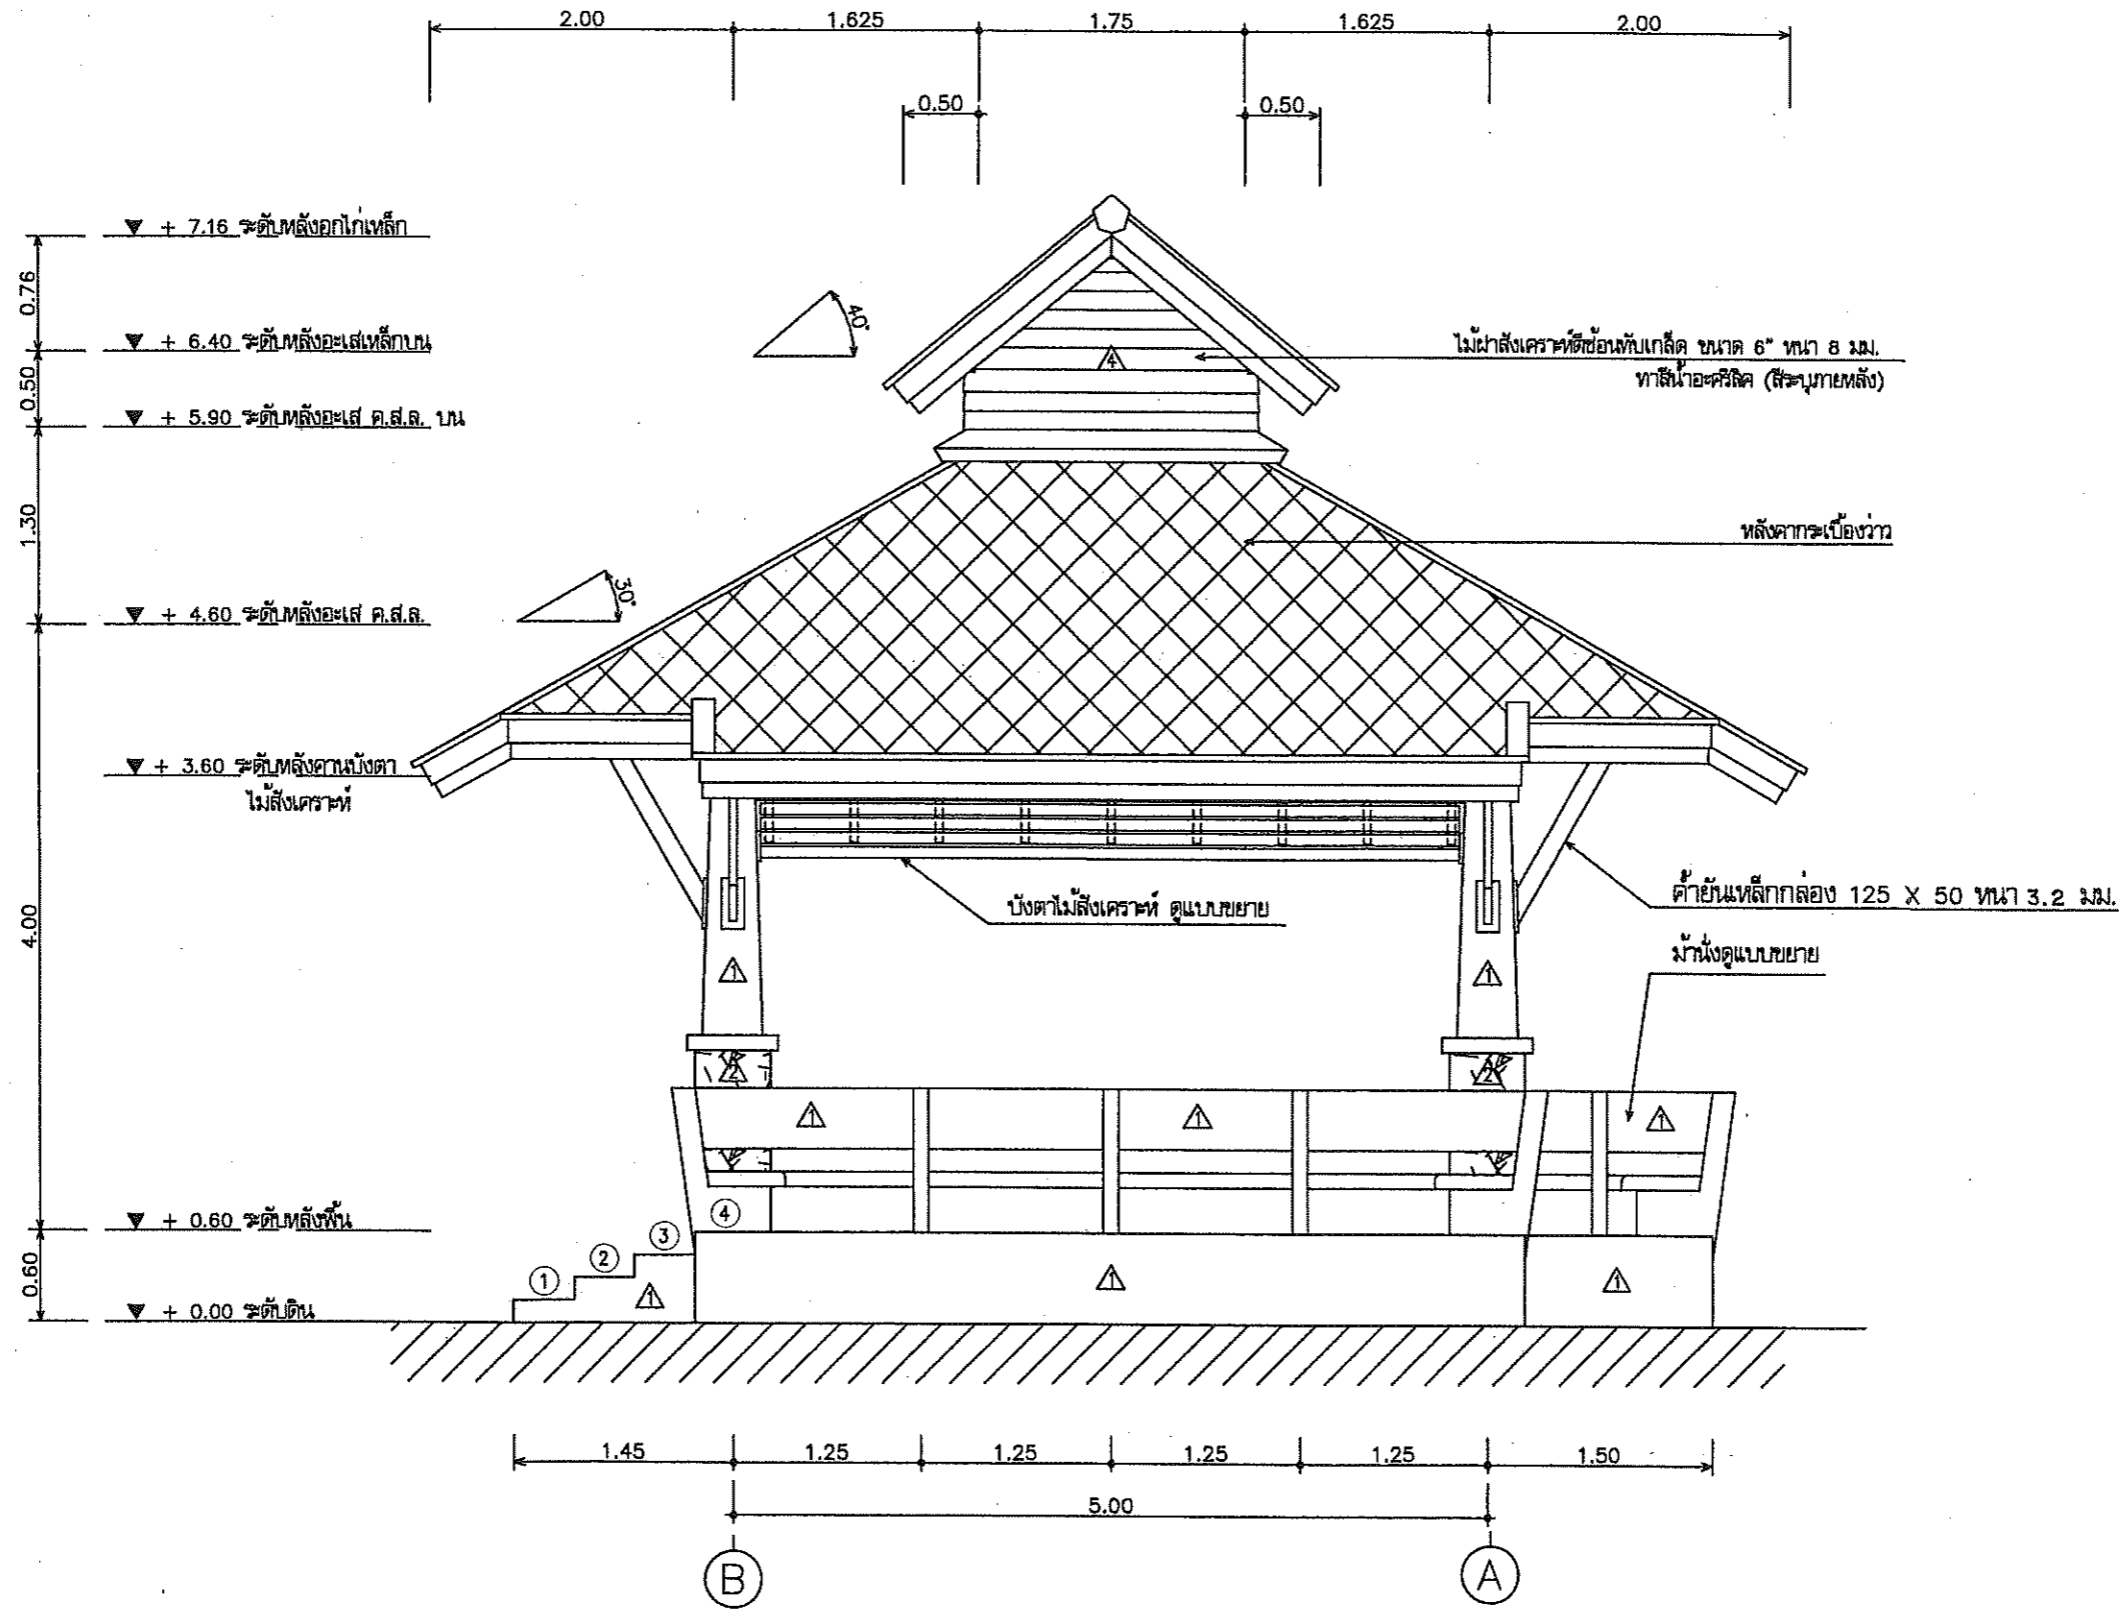 2.00 1.625 1.75 1.625 2.00
0.50 0.50
+ 7.16 ระดับหลังอกไก่เหล็ก
0.76
40°
+ 6.40 ระดับหลังอะเสเหล็กบน
ไม้ฝาสังเคราะห์ตีซ้อนทับเกล็ด ขนาด 6" หนา 8 มม.
ทาสีน้ำอะคริลิค (สีระบุภายหลัง)
4
0.50
+ 5.90 ระดับหลังอะเส ค.ส.ล. บน
1.30
หลังคากระเบื้องว่าว
30°
+ 4.60 ระดับหลังอะเส ค.ส.ล.
+ 3.60 ระดับหลังคานบังตา
ไม้สังเคราะห์
4.00
บังตาไม้สังเคราะห์ ดูแบบขยาย
ค้ำยันเหล็กกล่อง 125 X 50 หนา 3.2 มม.
ม้านั่งดูแบบขยาย
1 1
2 2
1 1 1
+ 0.60 ระดับหลังพื้น
4
3
2
1
0.60
1 1 1
+ 0.00 ระดับดิน
1.45 1.25 1.25 1.25 1.25 1.50
5.00
B A